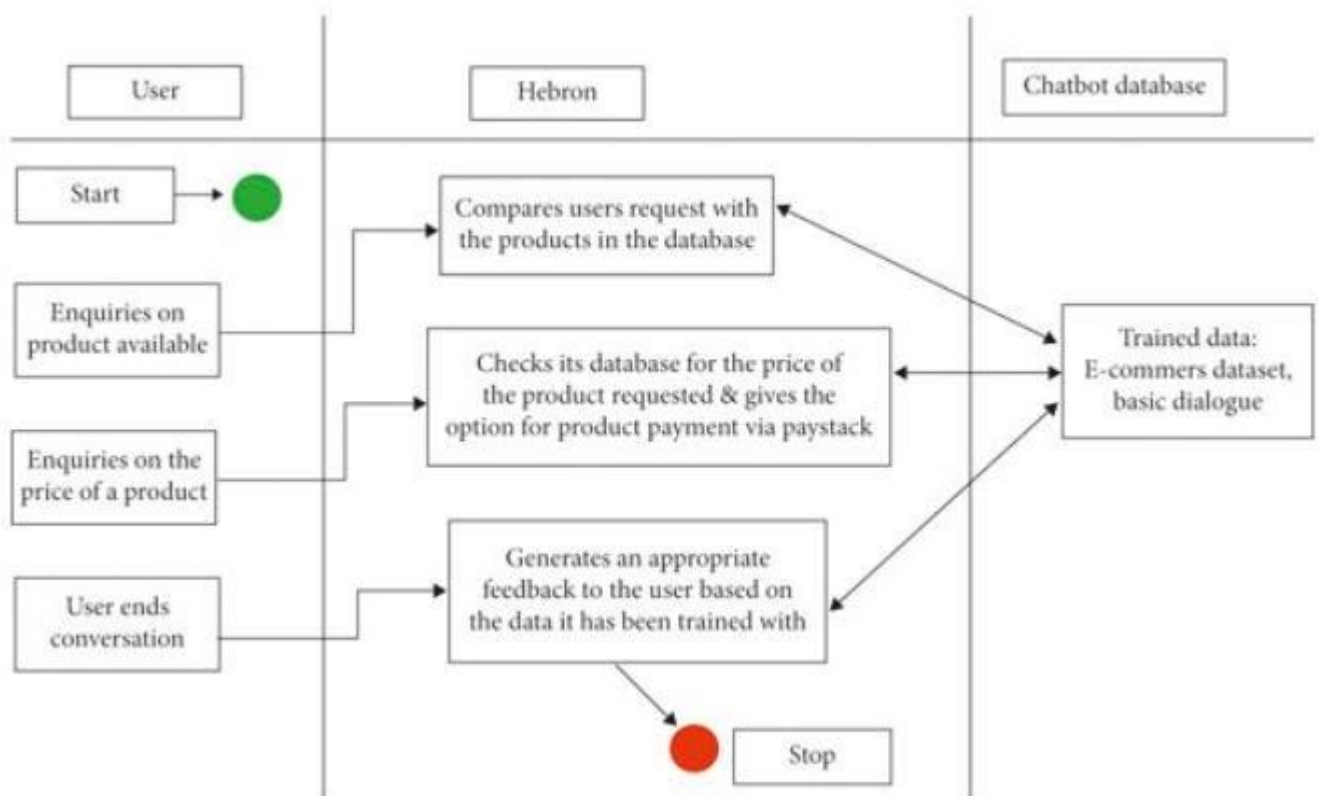 User
Hebron
Chatbot database
Start
Compares users request with
the products in the database
Enquiries on
product available
Checks its database for the price of
the product requested & gives the
option for product payment via paystack
Trained data:
E-commers dataset,
basic dialogue
Enquiries on the
price of a product
Generates an appropriate
feedback to the user based on
the data it has been trained with
User ends
conversation
Stop